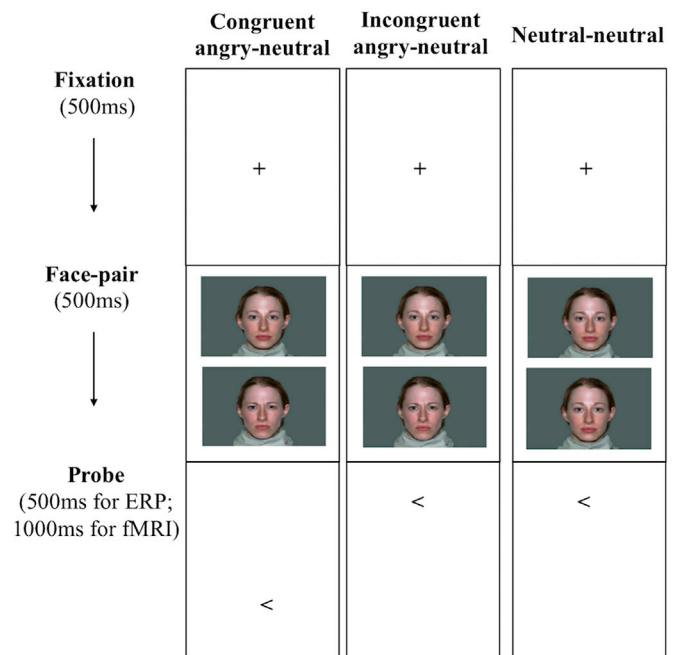 Congruent
angry-neutral
Incongruent
angry-neutral
Neutral-neutral
Fixation
(500ms)
+
+
+
Face-pair
(500ms)
Probe
(500ms for ERP;
1000ms for fMRI)
<
<
<